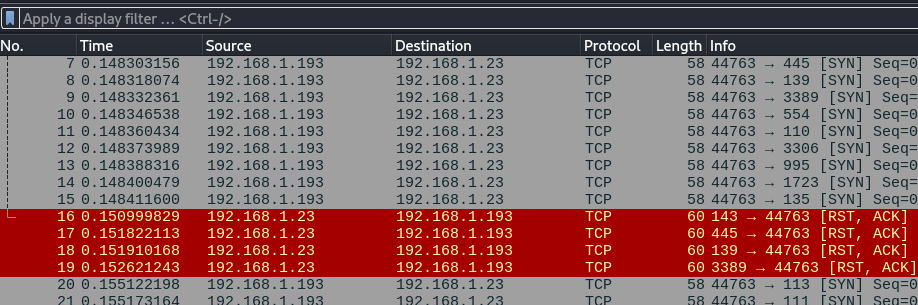 Apply a display filter … <Ctrl-/>
No. Time Source Destination Protocol Length Info
7 0.148303156 192.168.1.193 192.168.1.23 TCP 58 44763 → 445 [SYN] Seq=0
8 0.148318074 192.168.1.193 192.168.1.23 TCP 58 44763 → 139 [SYN] Seq=0
9 0.148332361 192.168.1.193 192.168.1.23 TCP 58 44763 → 3389 [SYN] Seq=
10 0.148346538 192.168.1.193 192.168.1.23 TCP 58 44763 → 554 [SYN] Seq=0
11 0.148360434 192.168.1.193 192.168.1.23 TCP 58 44763 → 110 [SYN] Seq=0
12 0.148373989 192.168.1.193 192.168.1.23 TCP 58 44763 → 3306 [SYN] Seq=
13 0.148388316 192.168.1.193 192.168.1.23 TCP 58 44763 → 995 [SYN] Seq=0
14 0.148400479 192.168.1.193 192.168.1.23 TCP 58 44763 → 1723 [SYN] Seq=
15 0.148411600 192.168.1.193 192.168.1.23 TCP 58 44763 → 135 [SYN] Seq=0
16 0.150999829 192.168.1.23 192.168.1.193 TCP 60 143 → 44763 [RST, ACK]
17 0.151822113 192.168.1.23 192.168.1.193 TCP 60 445 → 44763 [RST, ACK]
18 0.151910168 192.168.1.23 192.168.1.193 TCP 60 139 → 44763 [RST, ACK]
19 0.152621243 192.168.1.23 192.168.1.193 TCP 60 3389 → 44763 [RST, ACK]
20 0.155122198 192.168.1.193 192.168.1.23 TCP 58 44763 → 113 [SYN] Seq=0
21 0.155173164 192.168.1.193 192.168.1.23 TCP 58 44763 → 111 [SYN] Seq=0